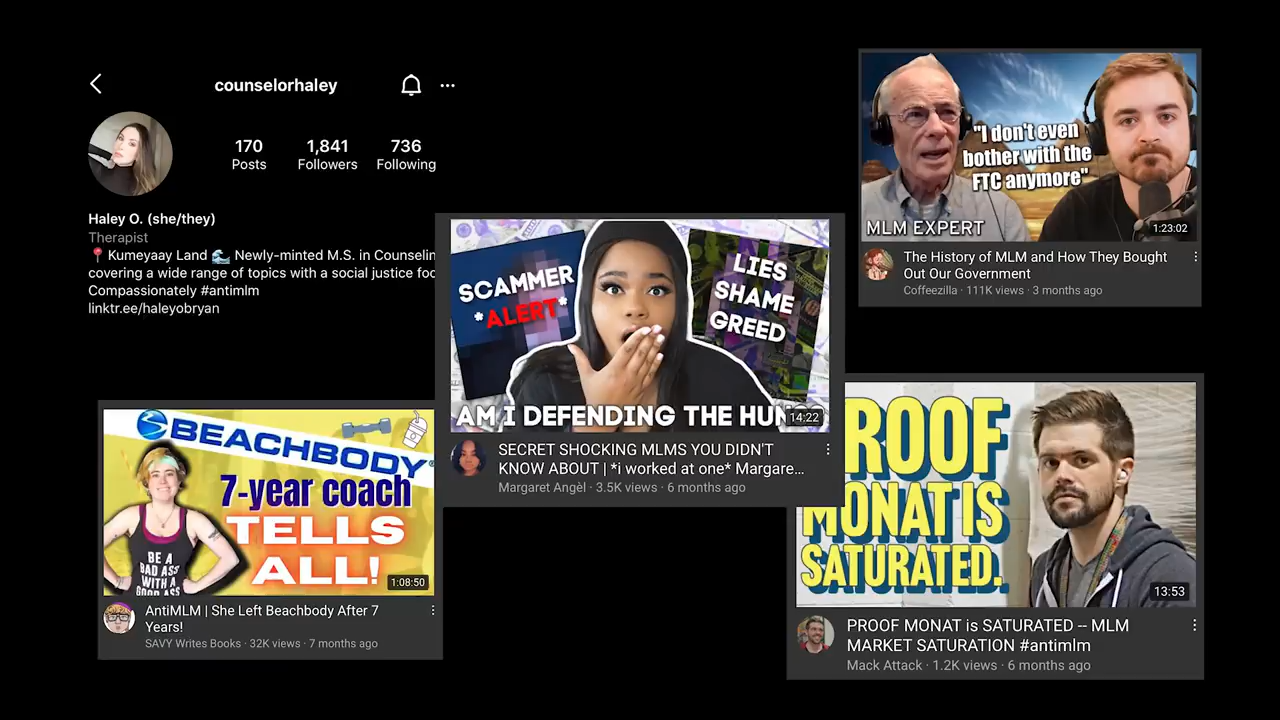 counselorhaley
170
1,841
736
Posts
Followers
Following
Haley O. (she/they)
Therapist
Kumeyaay Land Newly-minted M.S. in Counselin
covering a wide range of topics with a social justice foc
Compassionately #antimlm
linktr.ee/haleyobryan
"I don't even
bother with the
FTC anymore"
MLM EXPERT
1:23:02
The History of MLM and How They Bought
Out Our Government
Coffeezilla · 111K views · 3 months ago
SCAMMER
*ALERT*
LIES
SHAME
GREED
AM I DEFENDING THE HUN
14:22
SECRET SHOCKING MLMS YOU DIDN'T
KNOW ABOUT | *i worked at one* Margare...
Margaret Angèl · 3.5K views · 6 months ago
BEACHBODY
7-year coach
TELLS
ALL!
BE A
BAD ASS
WITH A
GOOD ASS
1:08:50
AntiMLM | She Left Beachbody After 7
Years!
SAVY Writes Books · 32K views · 7 months ago
ROOF
MONAT IS
SATURATED.
13:53
PROOF MONAT is SATURATED -- MLM
MARKET SATURATION #antimlm
Mack Attack · 1.2K views · 6 months ago